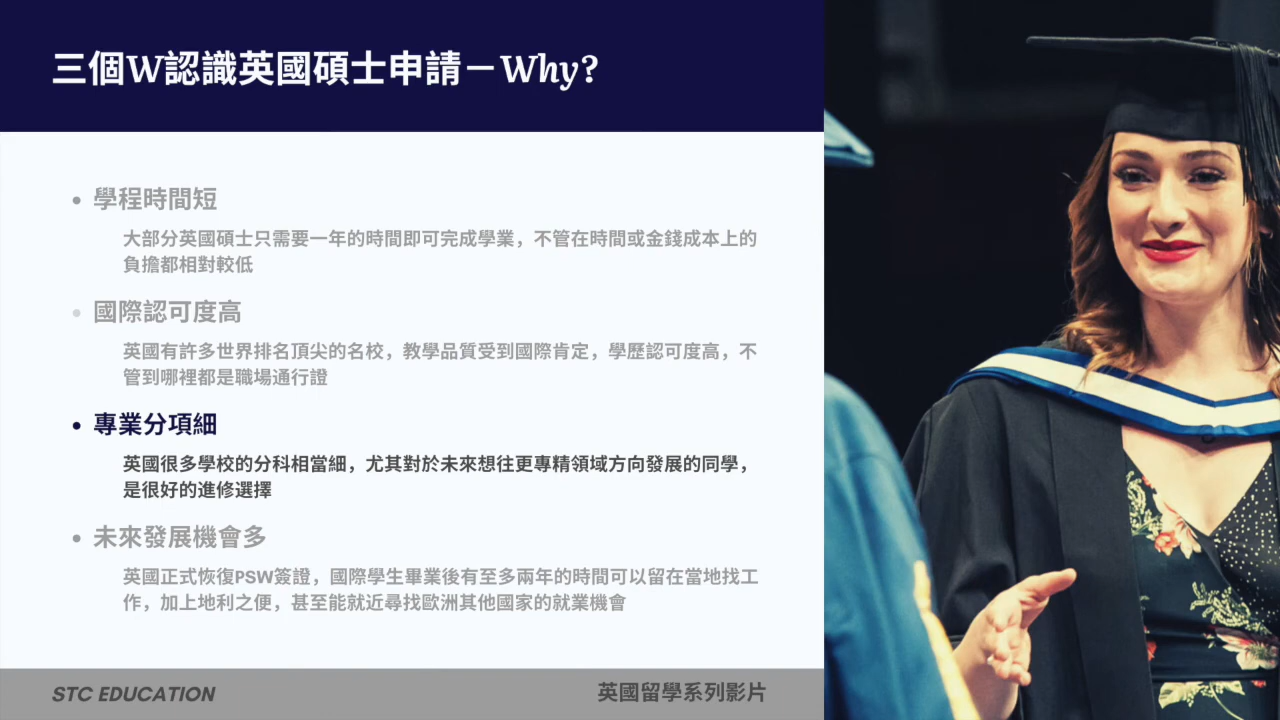 三個W認識英國碩士申請－Why?
• 學程時間短
大部分英國碩士只需要一年的時間即可完成學業，不管在時間或金錢成本上的
負擔都相對較低
• 國際認可度高
英國有許多世界排名頂尖的名校，教學品質受到國際肯定，學歷認可度高，不
管到哪裡都是職場通行證
• 專業分項細
英國很多學校的分科相當細，尤其對於未來想往更專精領域方向發展的同學，
是很好的進修選擇
• 未來發展機會多
英國正式恢復PSW簽證，國際學生畢業後有至多兩年的時間可以留在當地找工
作，加上地利之便，甚至能就近尋找歐洲其他國家的就業機會
STC EDUCATION
英國留學系列影片